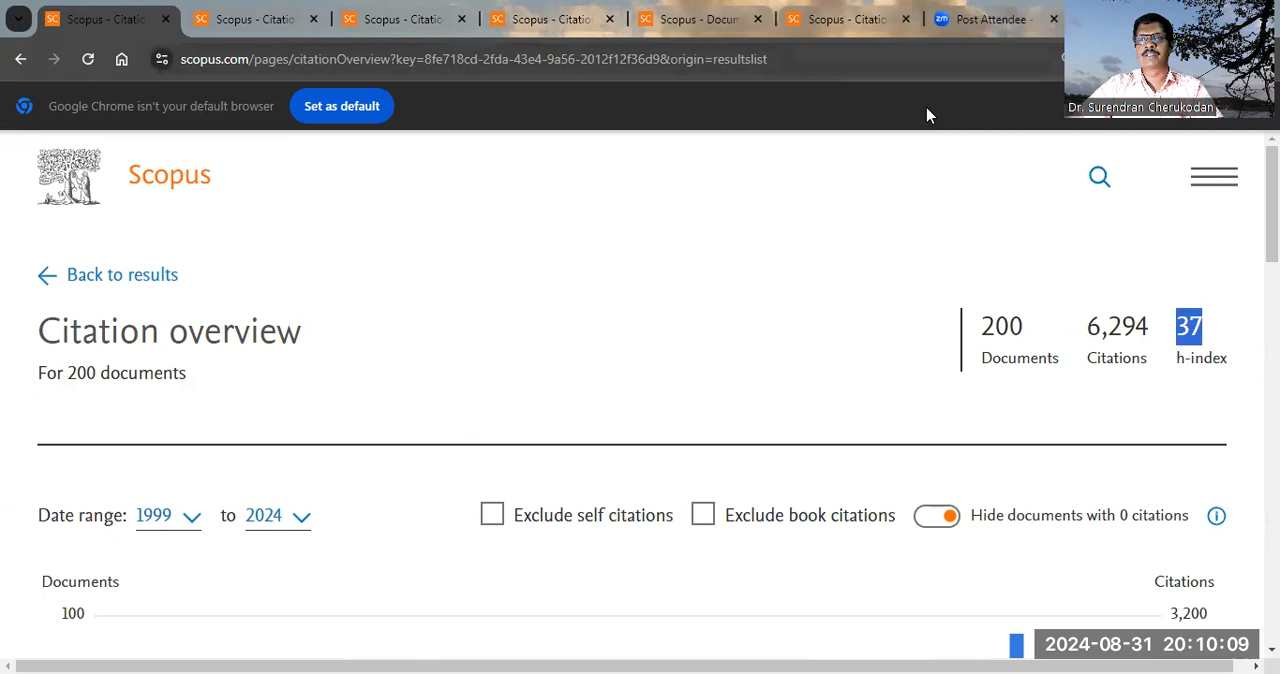 Scopus - Citatic
Scopus - Citatio
Scopus - Citatio
Scopus - Citatio
Scopus - Docum
Scopus - Citatio
zm Post Attendee -
scopus.com/pages/citationOverview?key=8fe718cd-2fda-43e4-9a56-2012f12f36d9&origin=resultslist
Dr. Surendran Cherukodan
Google Chrome isn't your default browser
Set as default
Scopus
Back to results
Citation overview
For 200 documents
200
Documents
6,294
Citations
37
h-index
Date range: 1999 to 2024
Exclude self citations
Exclude book citations
Hide documents with 0 citations
Documents
Citations
100
3,200
2024-08-31 20:10:09